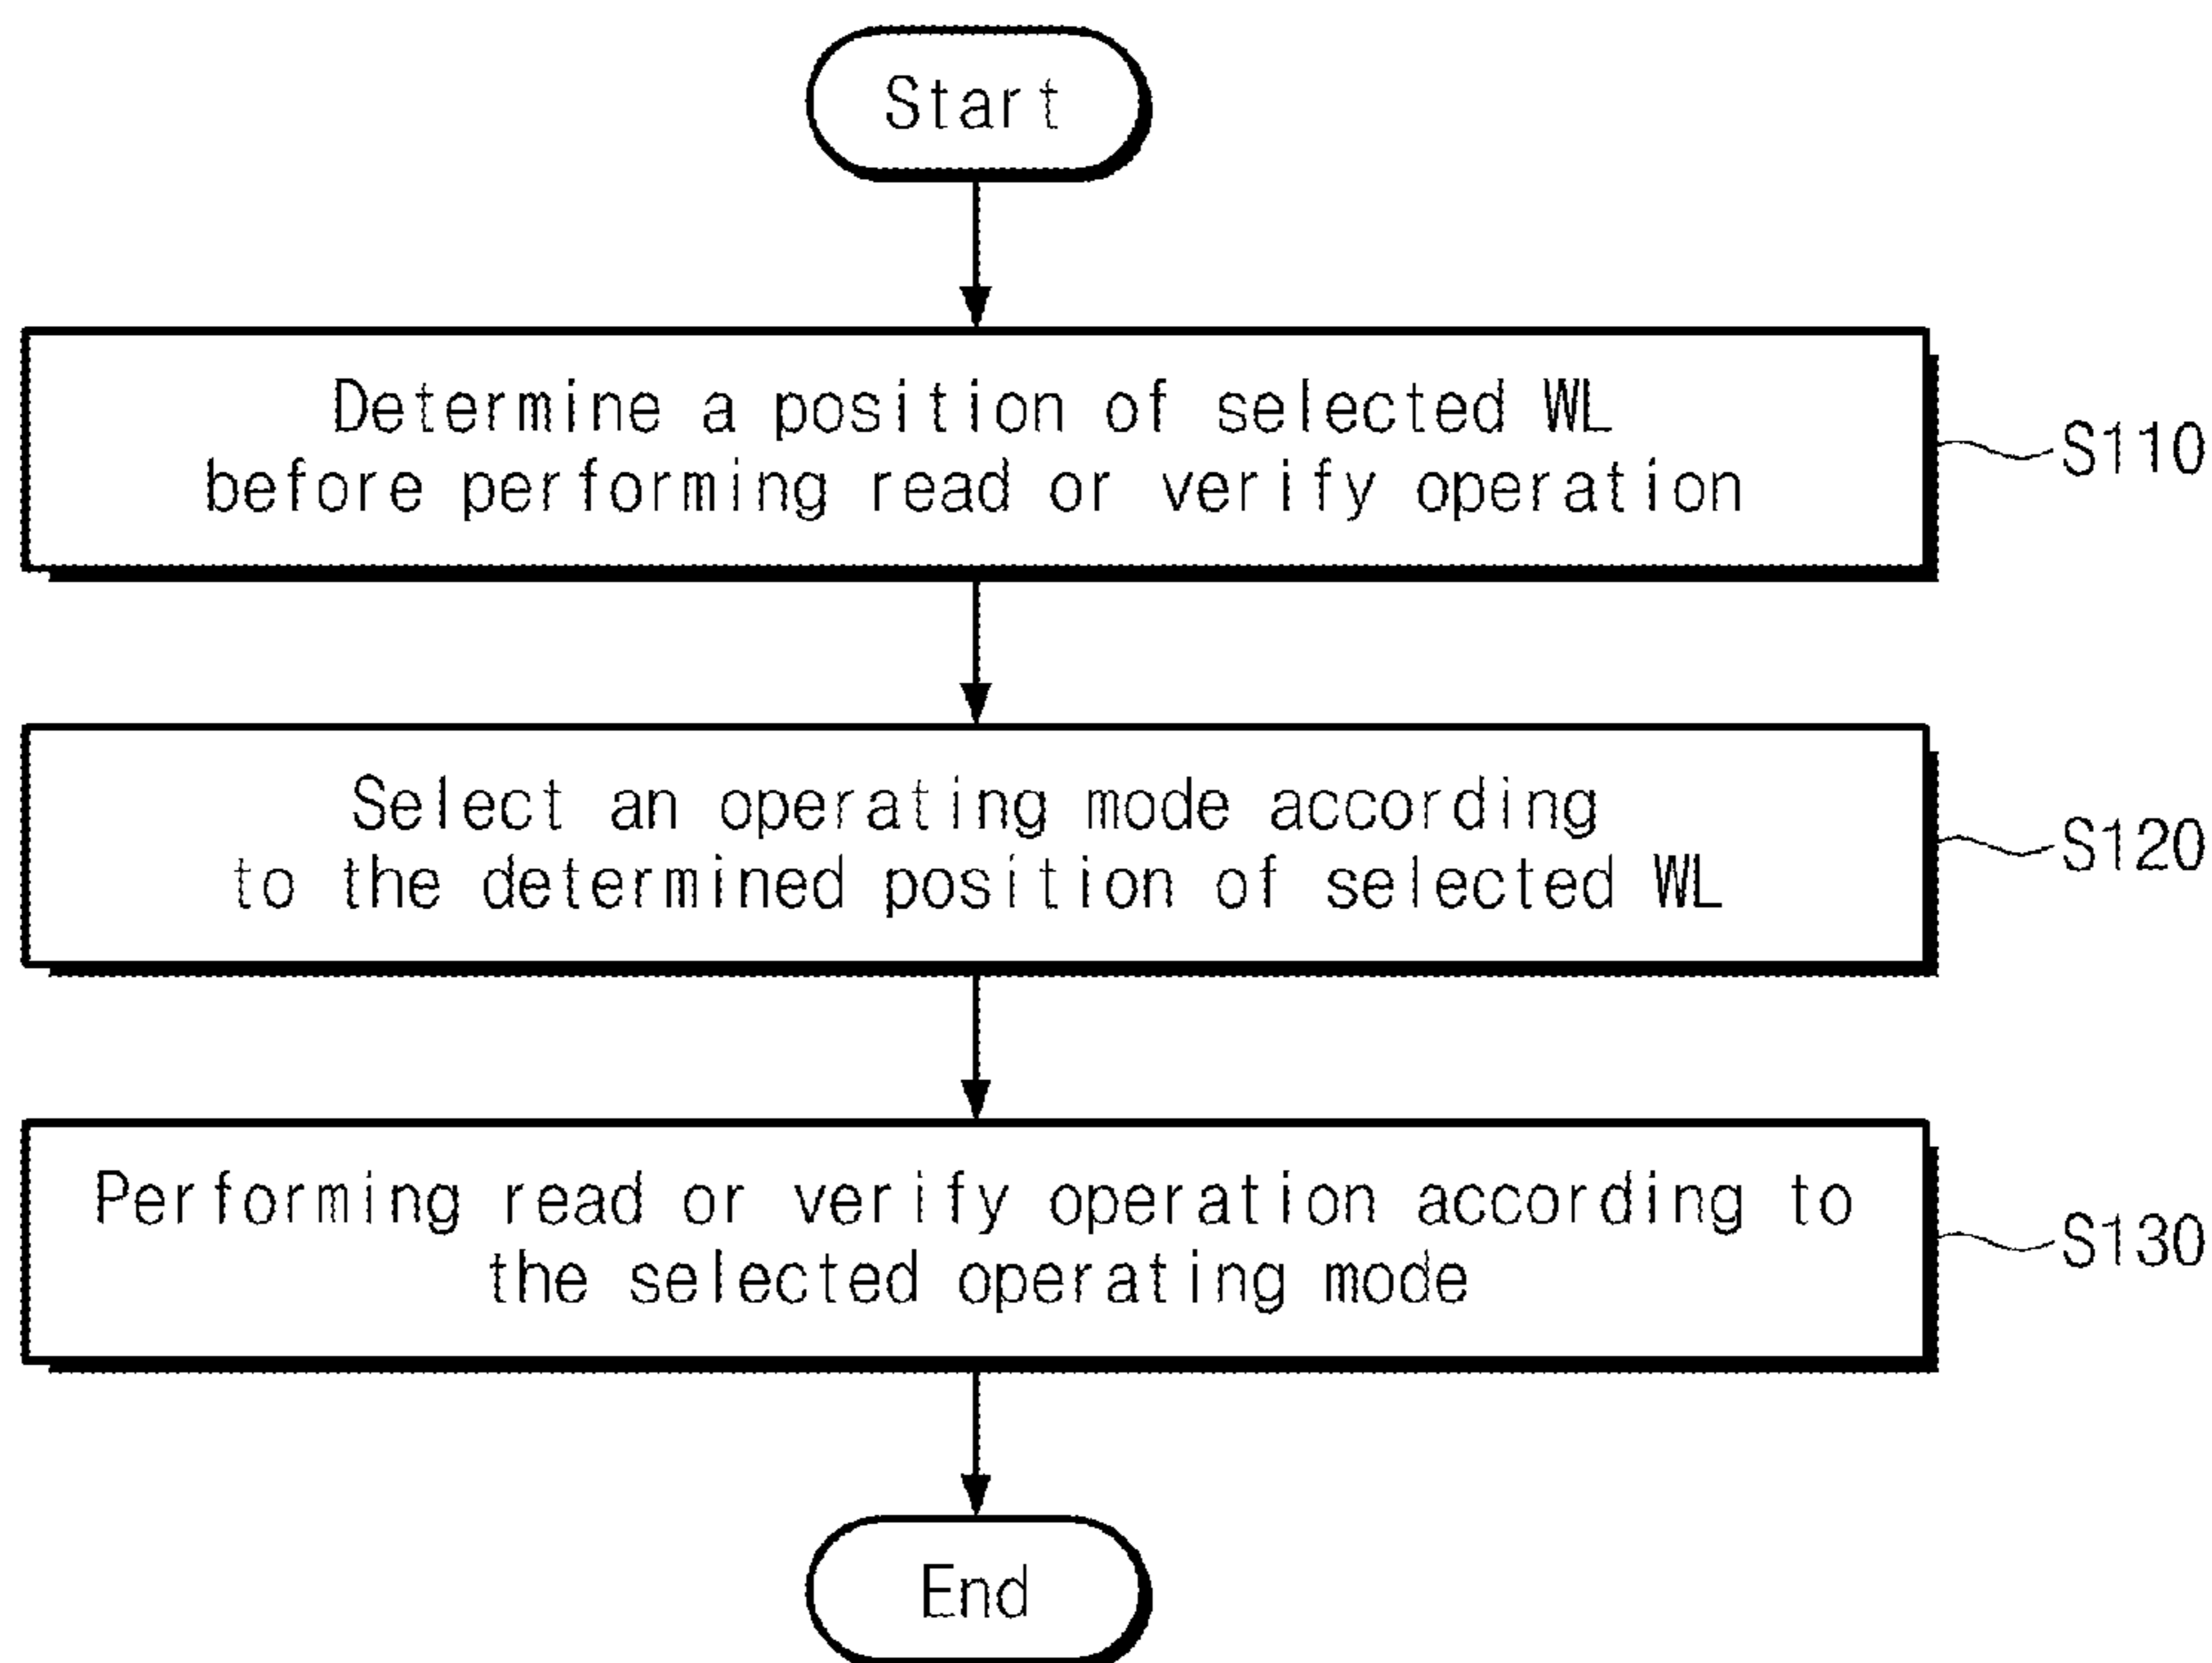 Start
Determine a position of selected WL
before performing read or verify operation
S110
Select an operating mode according
to the determined position of selected WL
S120
Performing read or verify operation according to
the selected operating mode
S130
End